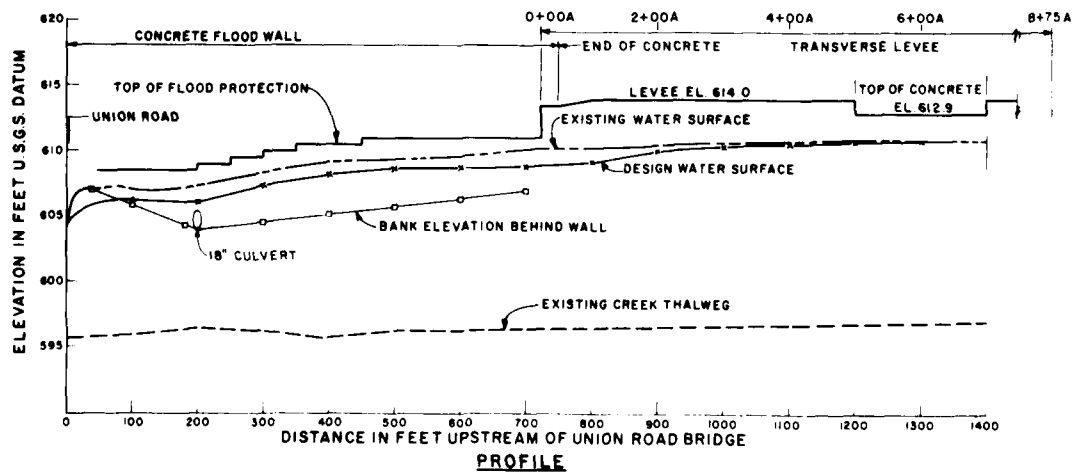 620
0+00A 2+00A 4+00A 6+00A 8+75A
CONCRETE FLOOD WALL
END OF CONCRETE TRANSVERSE LEVEE
615
TOP OF FLOOD PROTECTION
LEVEE EL. 614.0
TOP OF CONCRETE
EL. 612.9
UNION ROAD
EXISTING WATER SURFACE
610
DESIGN WATER SURFACE
605
BANK ELEVATION BEHIND WALL
18" CULVERT
600
EXISTING CREEK THALWEG
595
ELEVATION IN FEET U.S.G.S. DATUM
0 100 200 300 400 500 600 700 800 900 1000 1100 1200 1300 1400
DISTANCE IN FEET UPSTREAM OF UNION ROAD BRIDGE
PROFILE